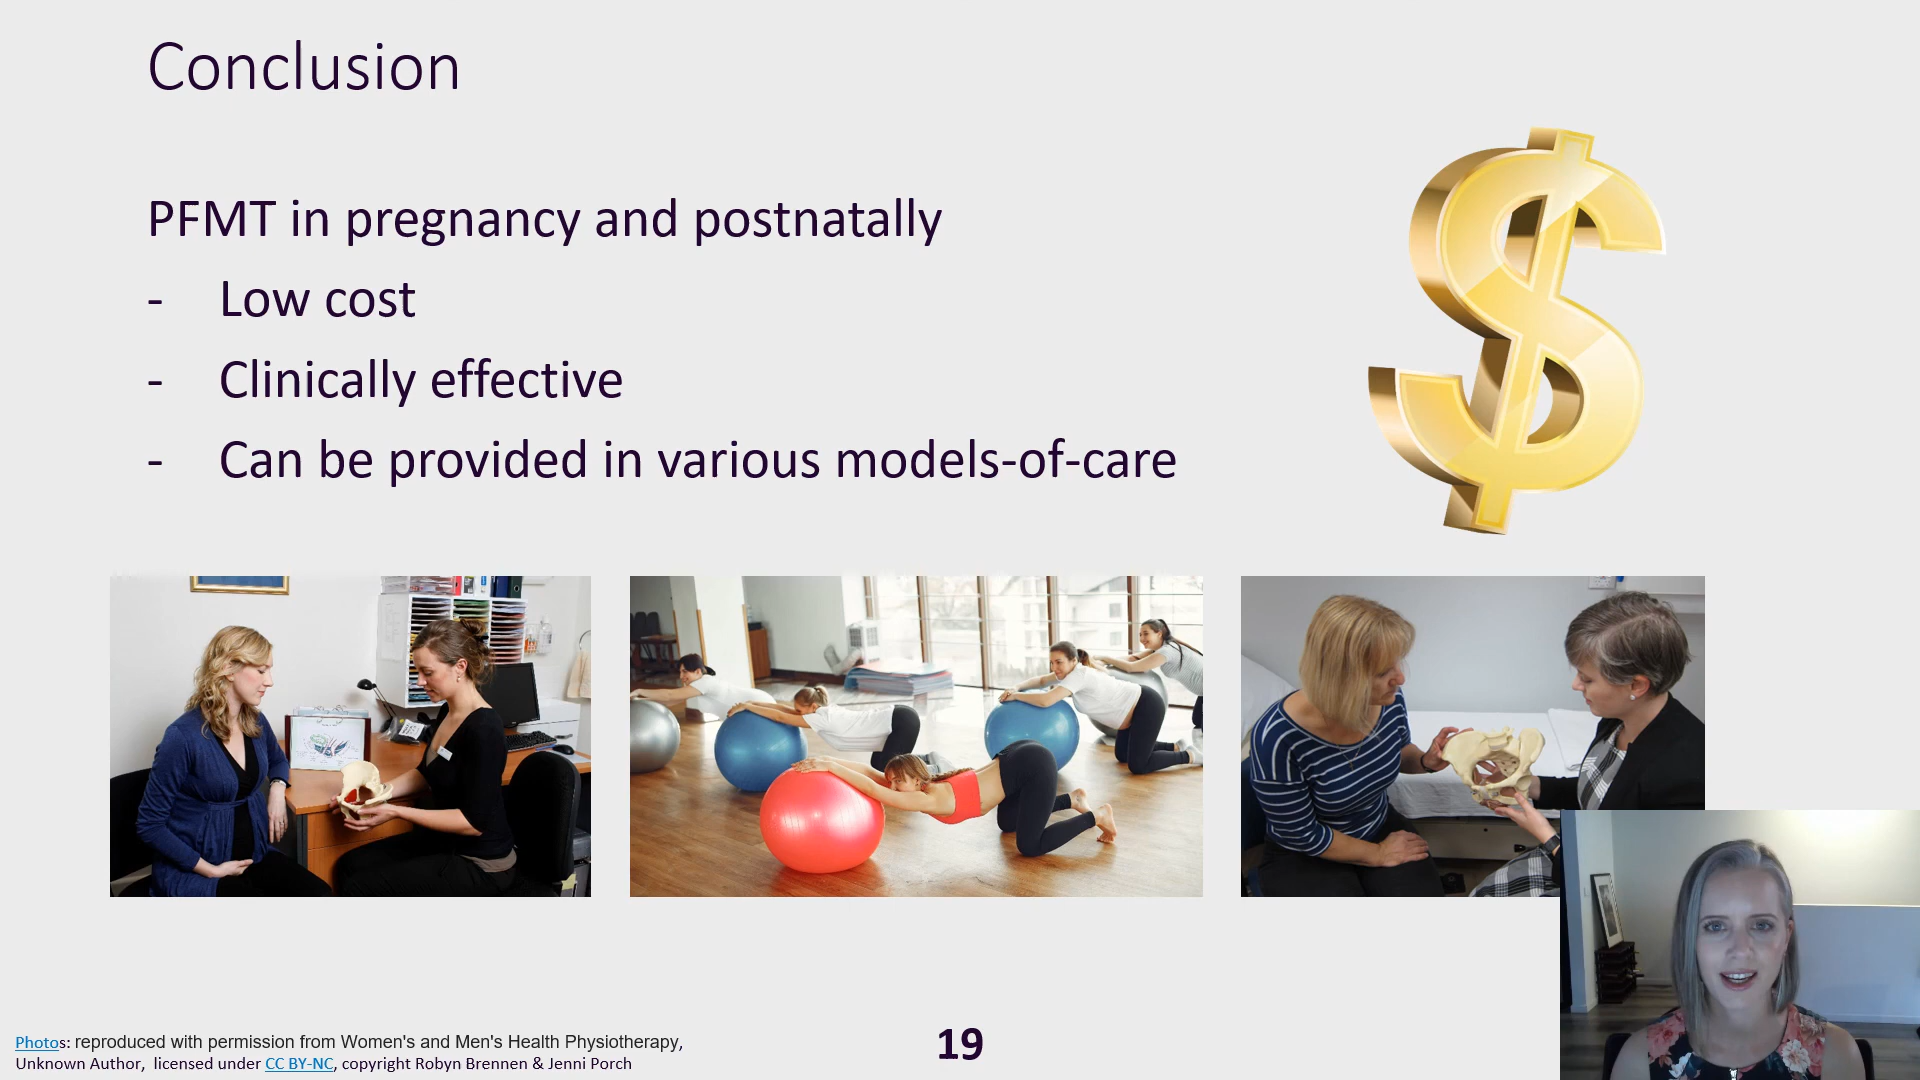 Conclusion
PFMT in pregnancy and postnatally
- Low cost
- Clinically effective
- Can be provided in various models-of-care
Photos: reproduced with permission from Women's and Men's Health Physiotherapy,
Unknown Author, licensed under CC BY-NC, copyright Robyn Brennen & Jenni Porch
19